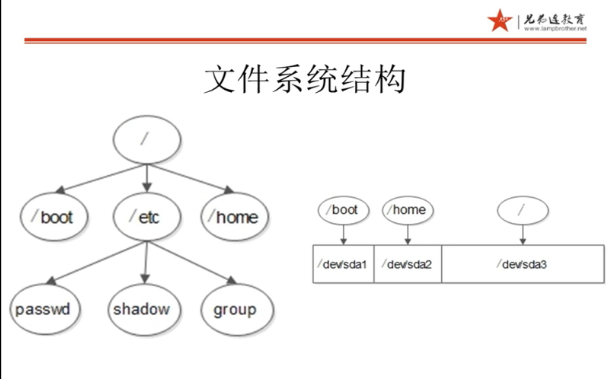 兄弟连教育
www.lampbrother.net
文件系统结构
/
/boot
/etc
/home
passwd
shadow
group
/boot
/home
/
/dev/sda1
/dev/sda2
/dev/sda3